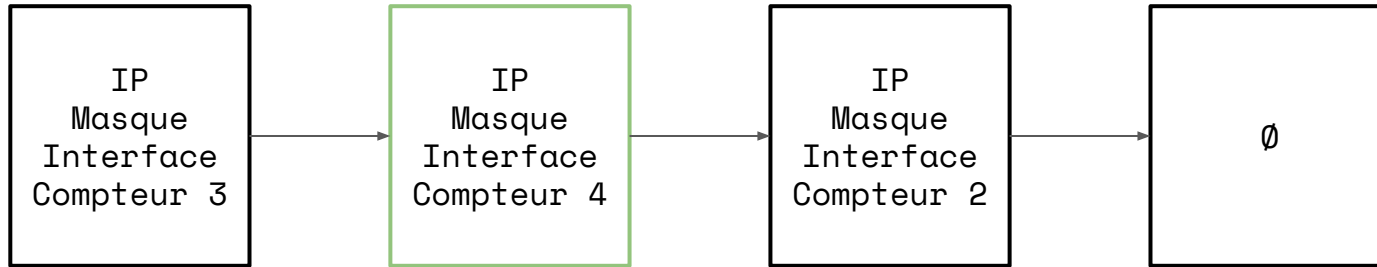 IP
Masque
Interface
Compteur 3
IP
Masque
Interface
Compteur 4
IP
Masque
Interface
Compteur 2
Ø